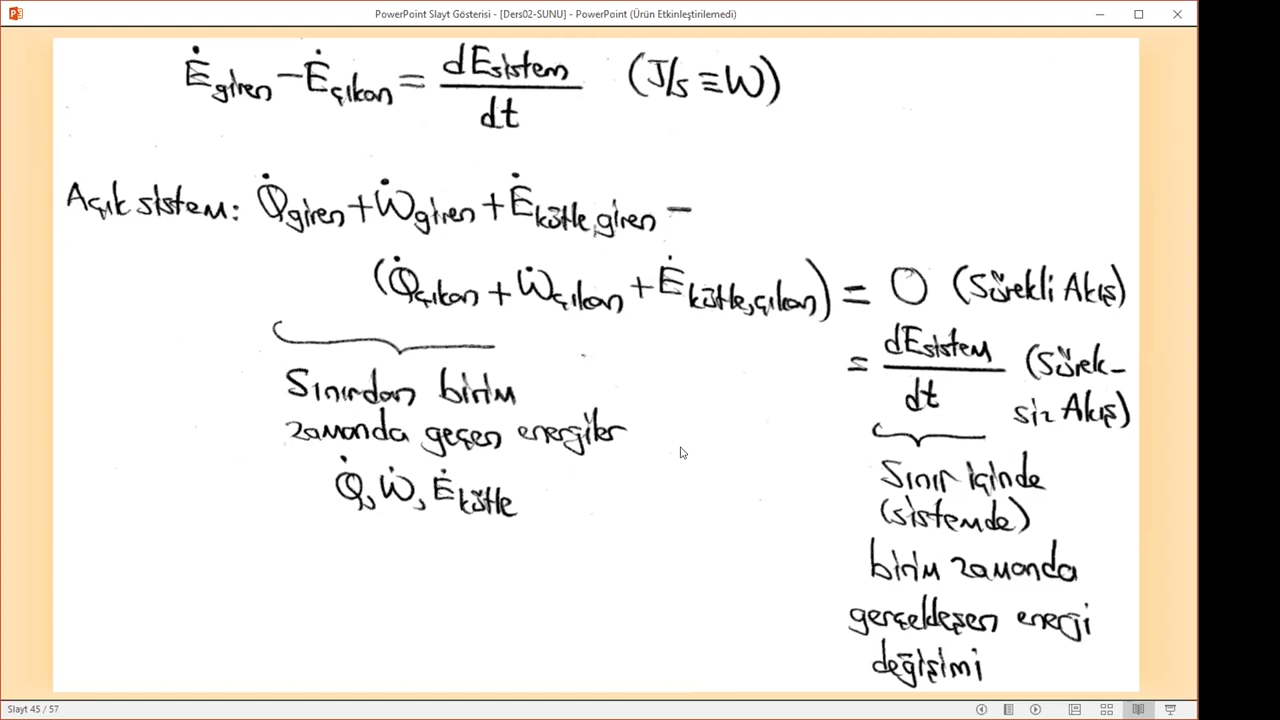 PowerPoint Slayt Gösterisi - [Ders02-SUNU] - PowerPoint (Ürün Etkinleştirilemedi)
Ėgiren − Ėçıkan = dEsistem/dt (J/s ≡ W)
Açık sistem: Q̇giren + Ẇgiren + Ėkütle,giren −
(Q̇çıkan + Ẇçıkan + Ėkütle,çıkan) = 0 (Sürekli Akış)
= dEsistem/dt (Sürek-
siz Akış)
Sınırdan birim
zamanda geçen energiler
Q̇, Ẇ, Ėkütle
Sınır içinde
(sistemde)
birim zamanda
gerçekleşen energi
değişimi
Slayt 45 / 57